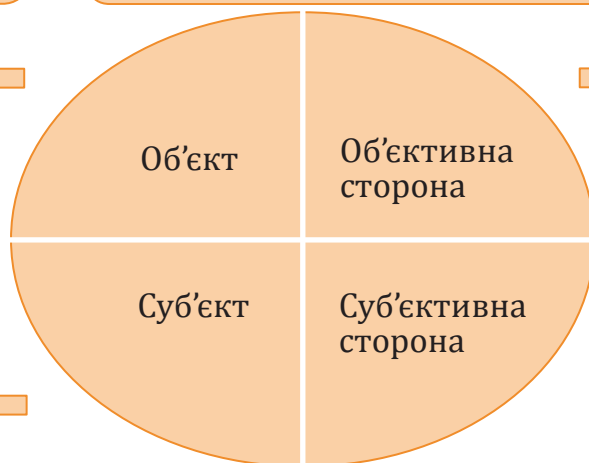 Об’єкт
Об’єктивна
сторона
Суб’єкт
Суб’єктивна
сторона